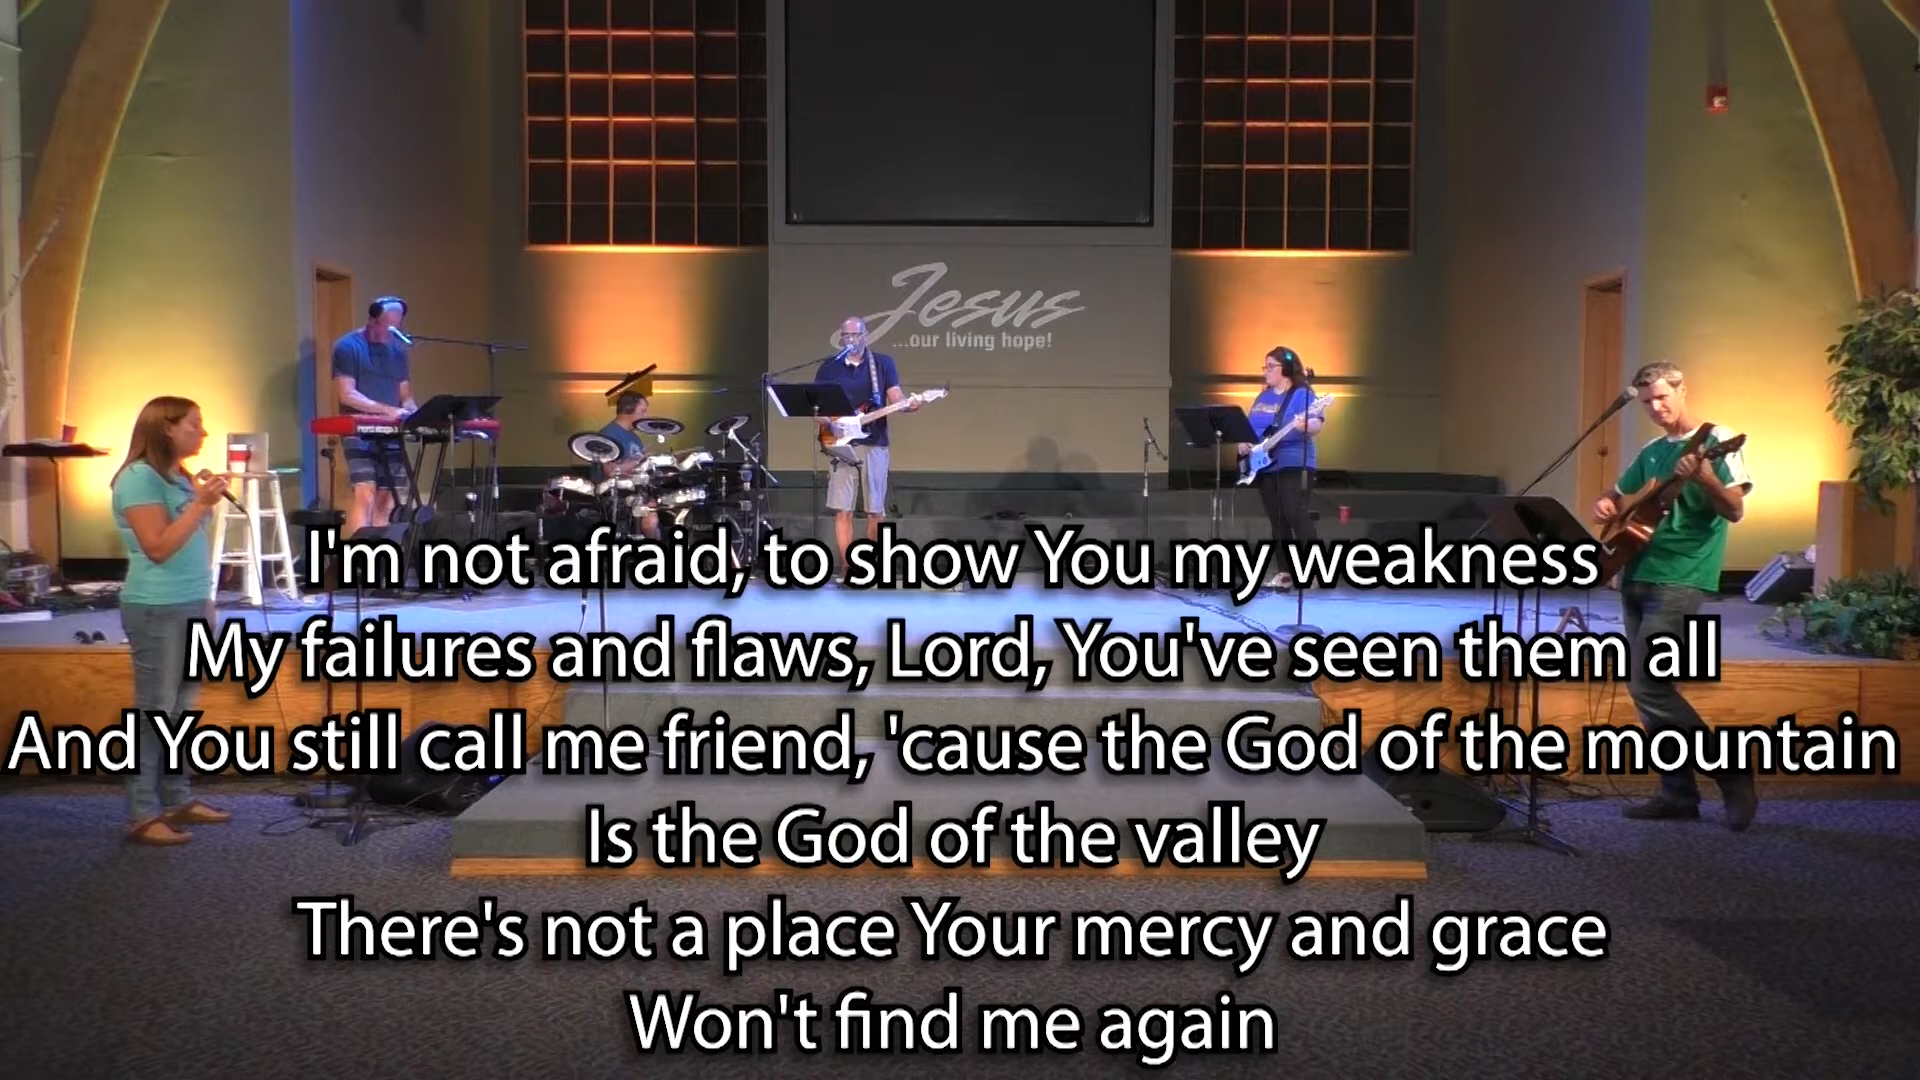 Jesus
...our living hope!
I'm not afraid, to show You my weakness
My failures and flaws, Lord, You've seen them all
And You still call me friend, 'cause the God of the mountain
Is the God of the valley
There's not a place Your mercy and grace
Won't find me again